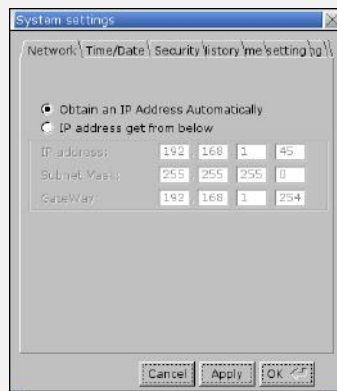 System settings
Network Time/Date Security listory me setting
Obtain an IP Address Automatically
IP address get from below
IP address: 192 168 1 45
Subnet Mas : 255 255 255 0
GateWay 192 168 1 254
Cancel Apply OK